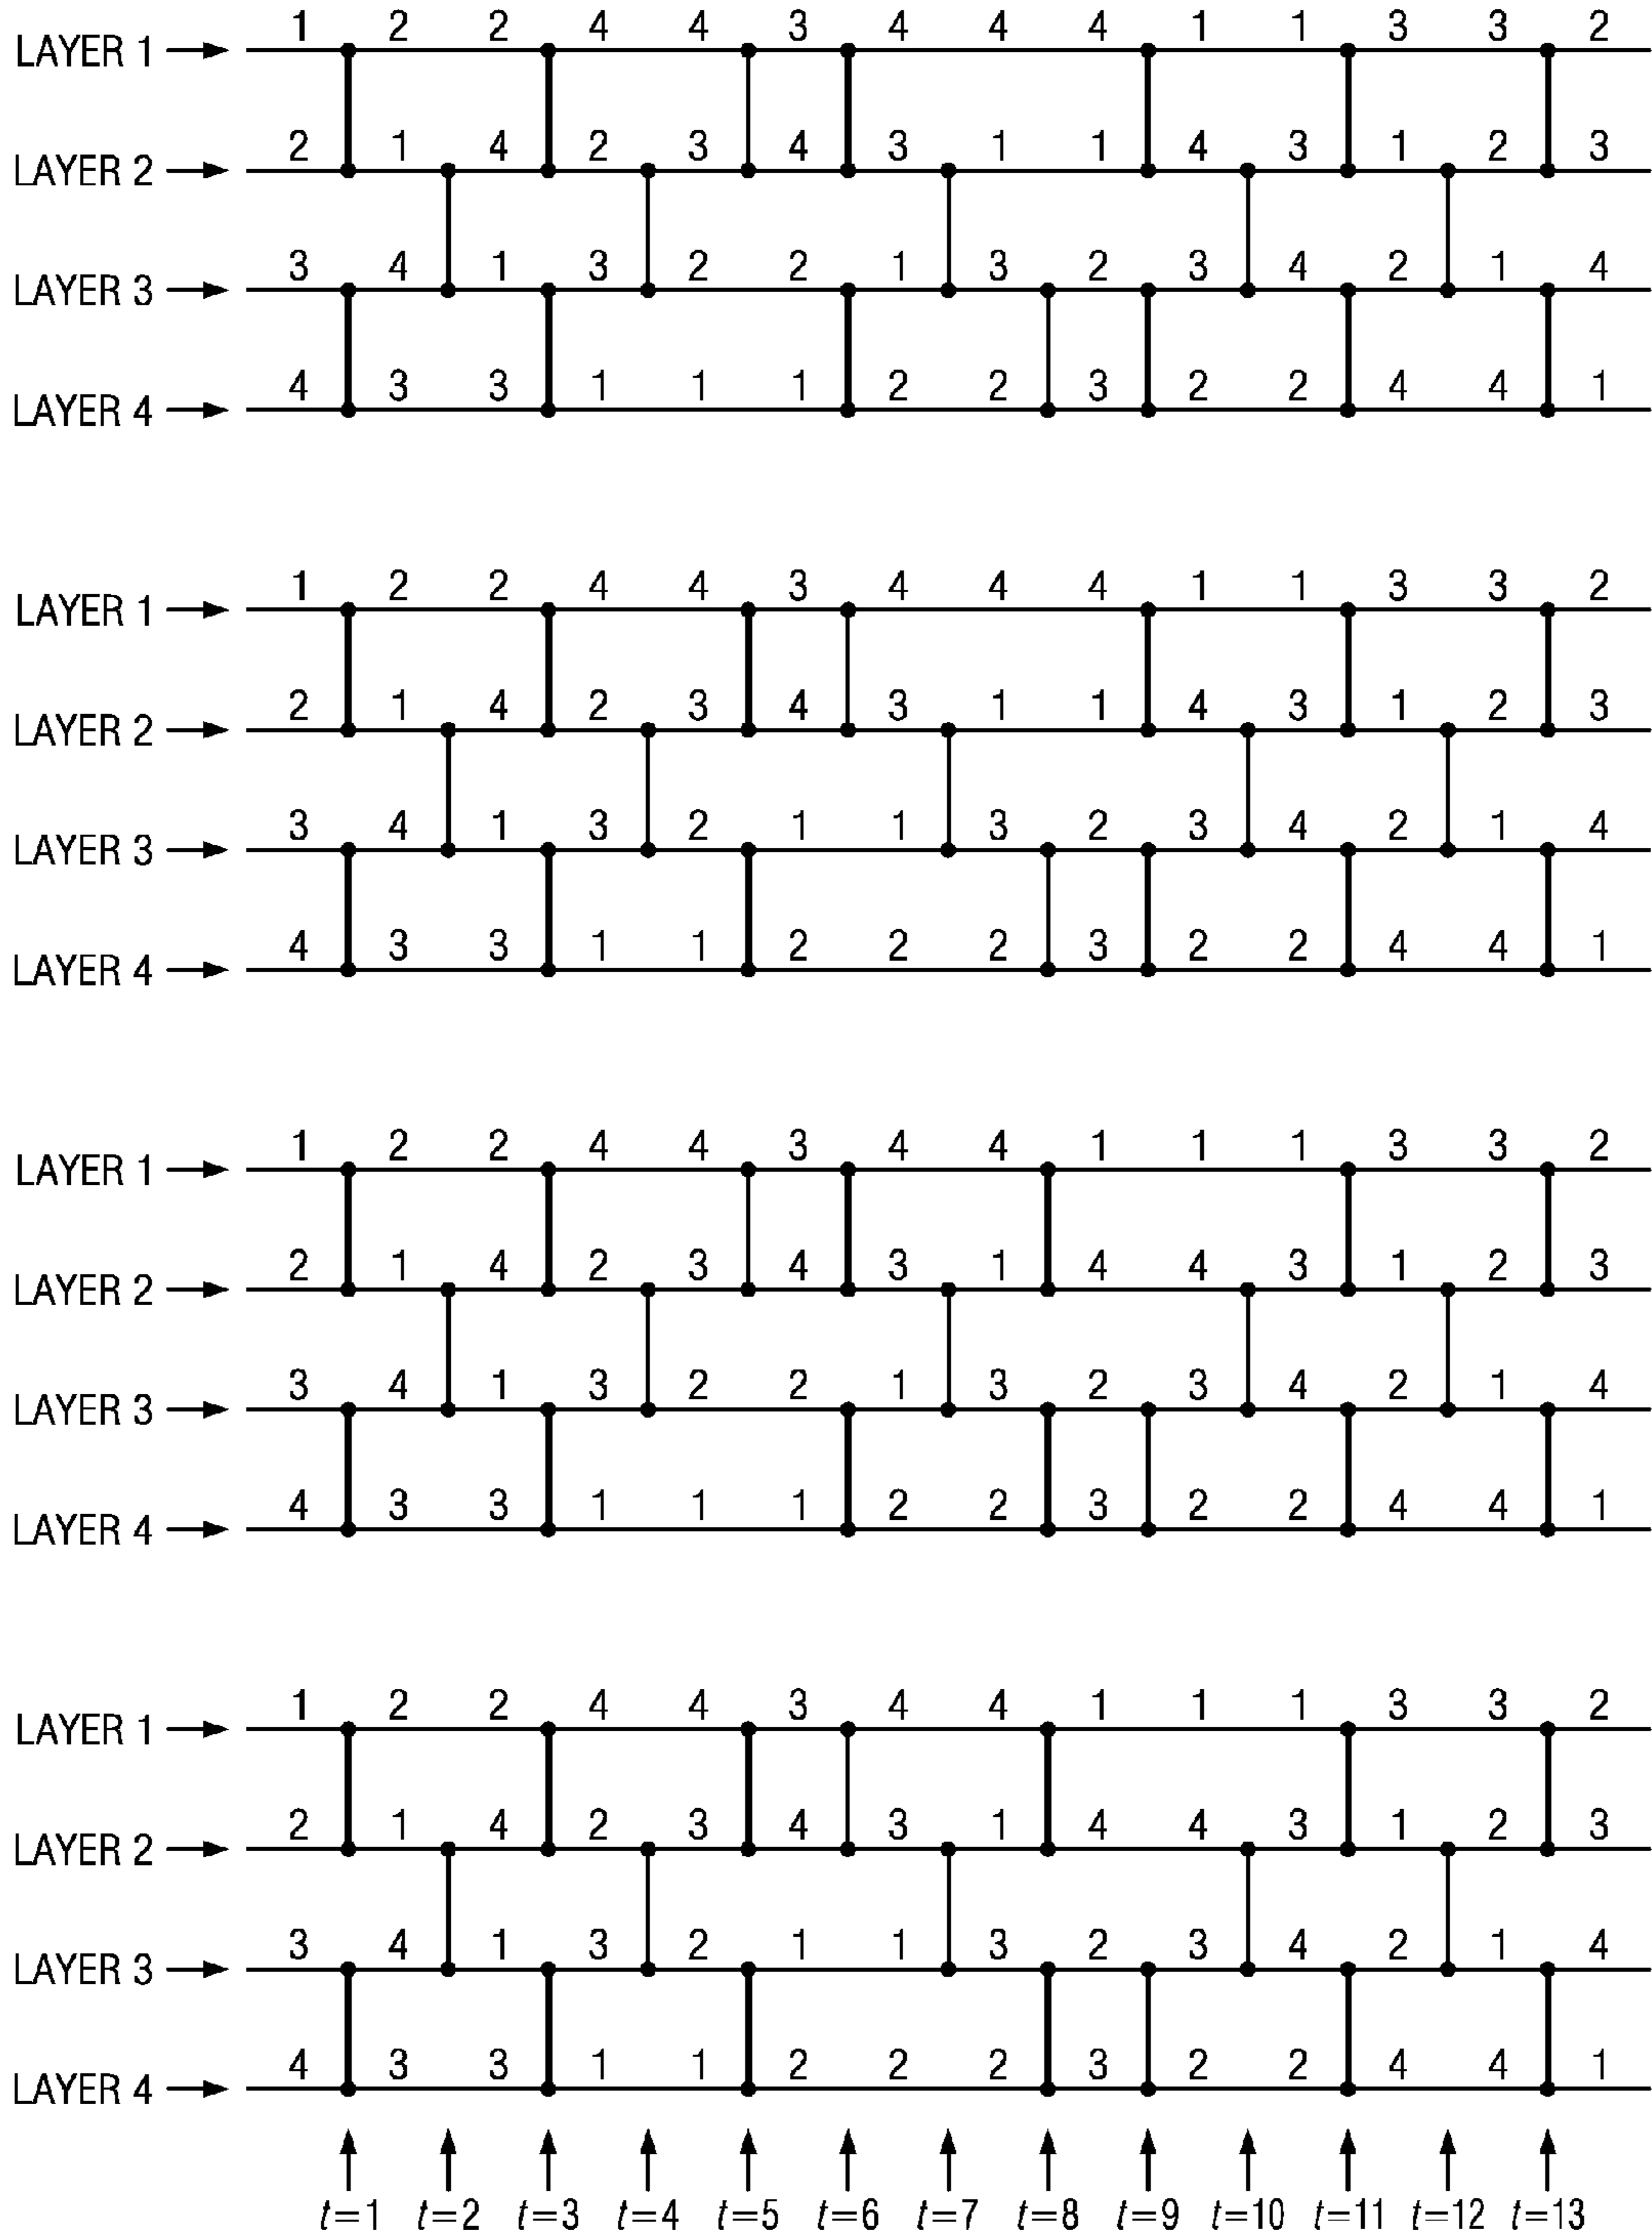 1 2 2 4 4 3 4 4 4 1 1 3 3 2
LAYER 1
2 1 4 2 3 4 3 1 1 4 3 1 2 3
LAYER 2
3 4 1 3 2 2 1 3 2 3 4 2 1 4
LAYER 3
4 3 3 1 1 1 2 2 3 2 2 4 4 1
LAYER 4
1 2 2 4 4 3 4 4 4 1 1 3 3 2
LAYER 1
2 1 4 2 3 4 3 1 1 4 3 1 2 3
LAYER 2
3 4 1 3 2 1 1 3 2 3 4 2 1 4
LAYER 3
4 3 3 1 1 2 2 2 3 2 2 4 4 1
LAYER 4
1 2 2 4 4 3 4 4 1 1 1 3 3 2
LAYER 1
2 1 4 2 3 4 3 1 4 4 3 1 2 3
LAYER 2
3 4 1 3 2 2 1 3 2 3 4 2 1 4
LAYER 3
4 3 3 1 1 1 2 2 3 2 2 4 4 1
LAYER 4
1 2 2 4 4 3 4 4 1 1 1 3 3 2
LAYER 1
2 1 4 2 3 4 3 1 4 4 3 1 2 3
LAYER 2
3 4 1 3 2 1 1 3 2 3 4 2 1 4
LAYER 3
4 3 3 1 1 2 2 2 3 2 2 4 4 1
LAYER 4
t=1 t=2 t=3 t=4 t=5 t=6 t=7 t=8 t=9 t=10 t=11 t=12 t=13